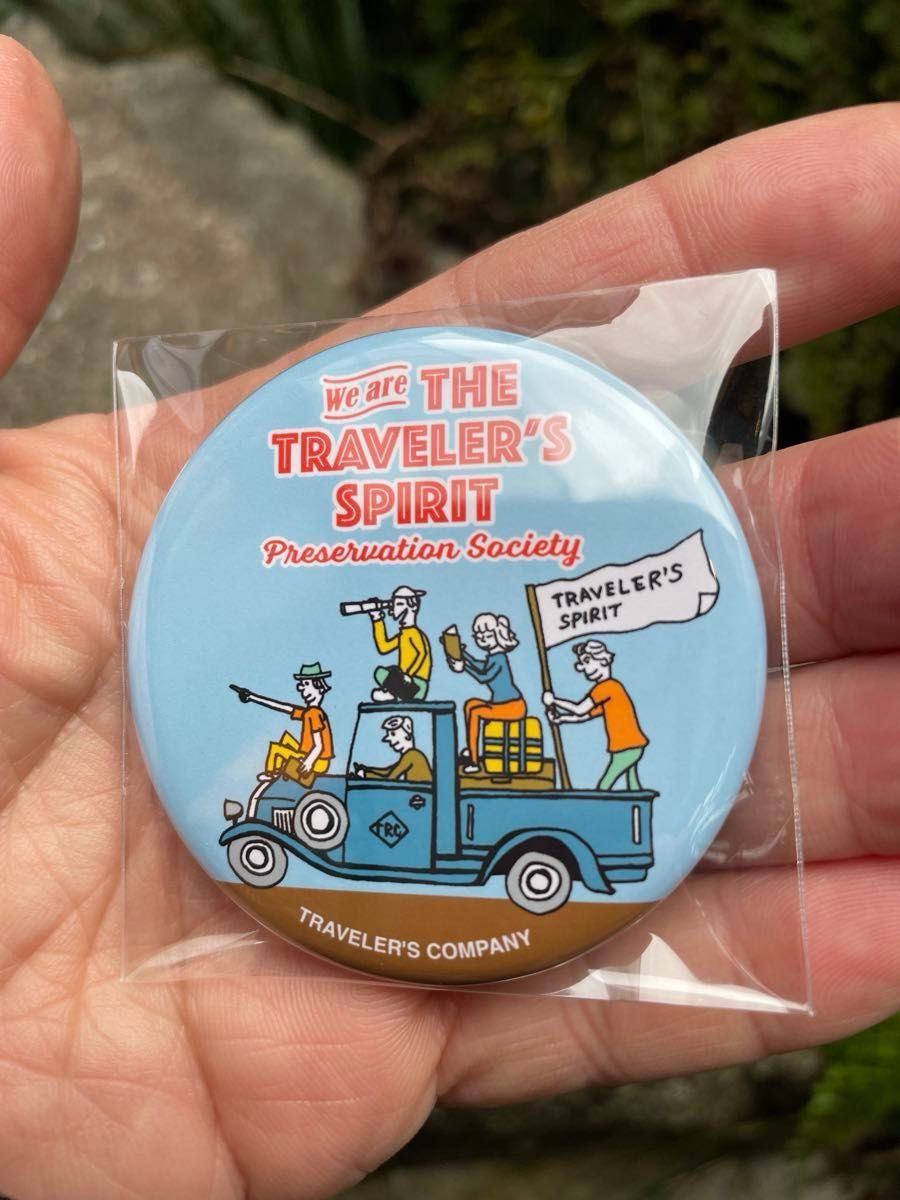 We are THE
TRAVELER'S
SPIRIT
Preservation Society
TRAVELER'S
SPIRIT
TRC
TRAVELER'S COMPANY